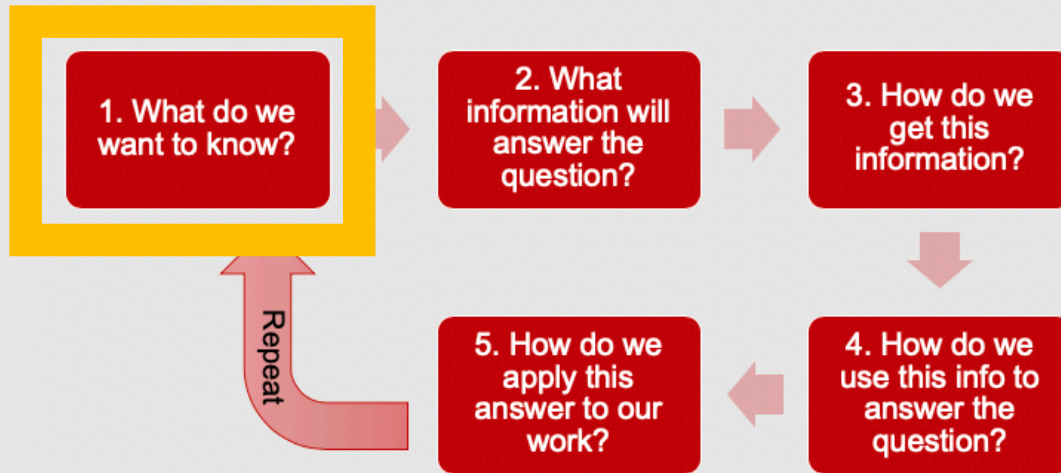 1. What do we
want to know?
2. What
information will
answer the
question?
3. How do we
get this
information?
4. How do we
use this info to
answer the
question?
5. How do we
apply this
answer to our
work?
Repeat